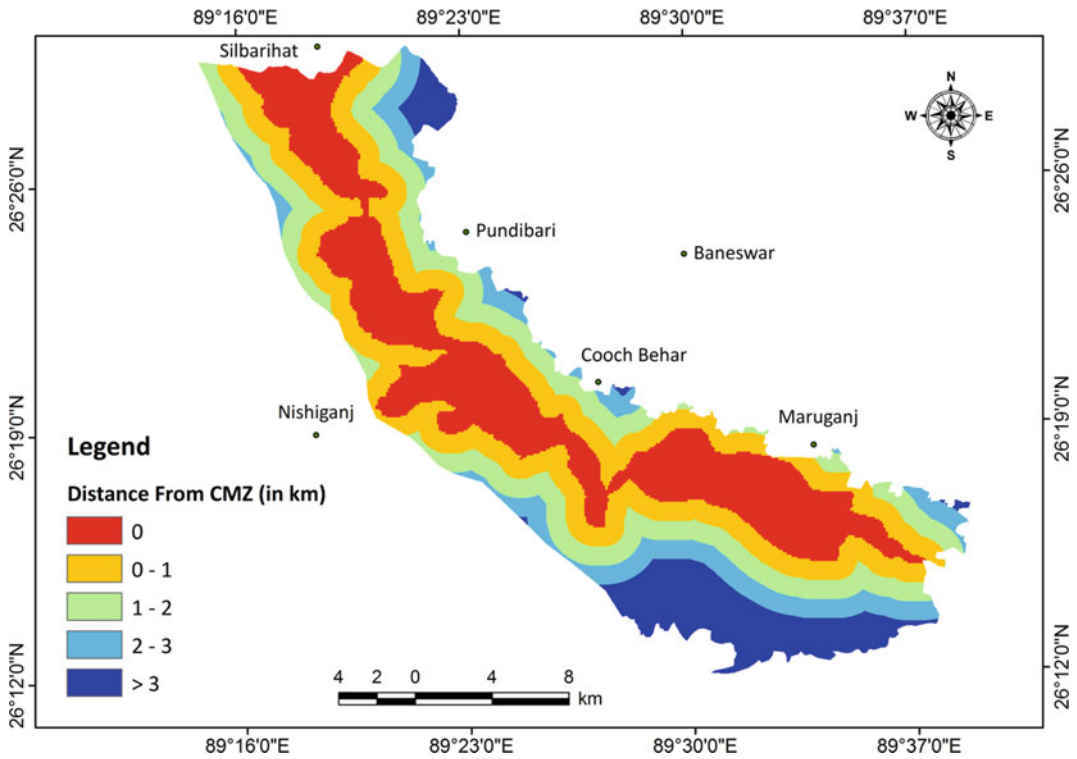 89°16'0"E 89°23'0"E 89°30'0"E 89°37'0"E
Silbarihat
N
W E
S
26°26'0"N 26°26'0"N
Pundibari
Baneswar
Cooch Behar
Nishiganj
Maruganj
26°19'0"N 26°19'0"N
Legend
Distance From CMZ (in km)
0
0 - 1
1 - 2
2 - 3
> 3
4 2 0 4 8
km
26°12'0"N 26°12'0"N
89°16'0"E 89°23'0"E 89°30'0"E 89°37'0"E